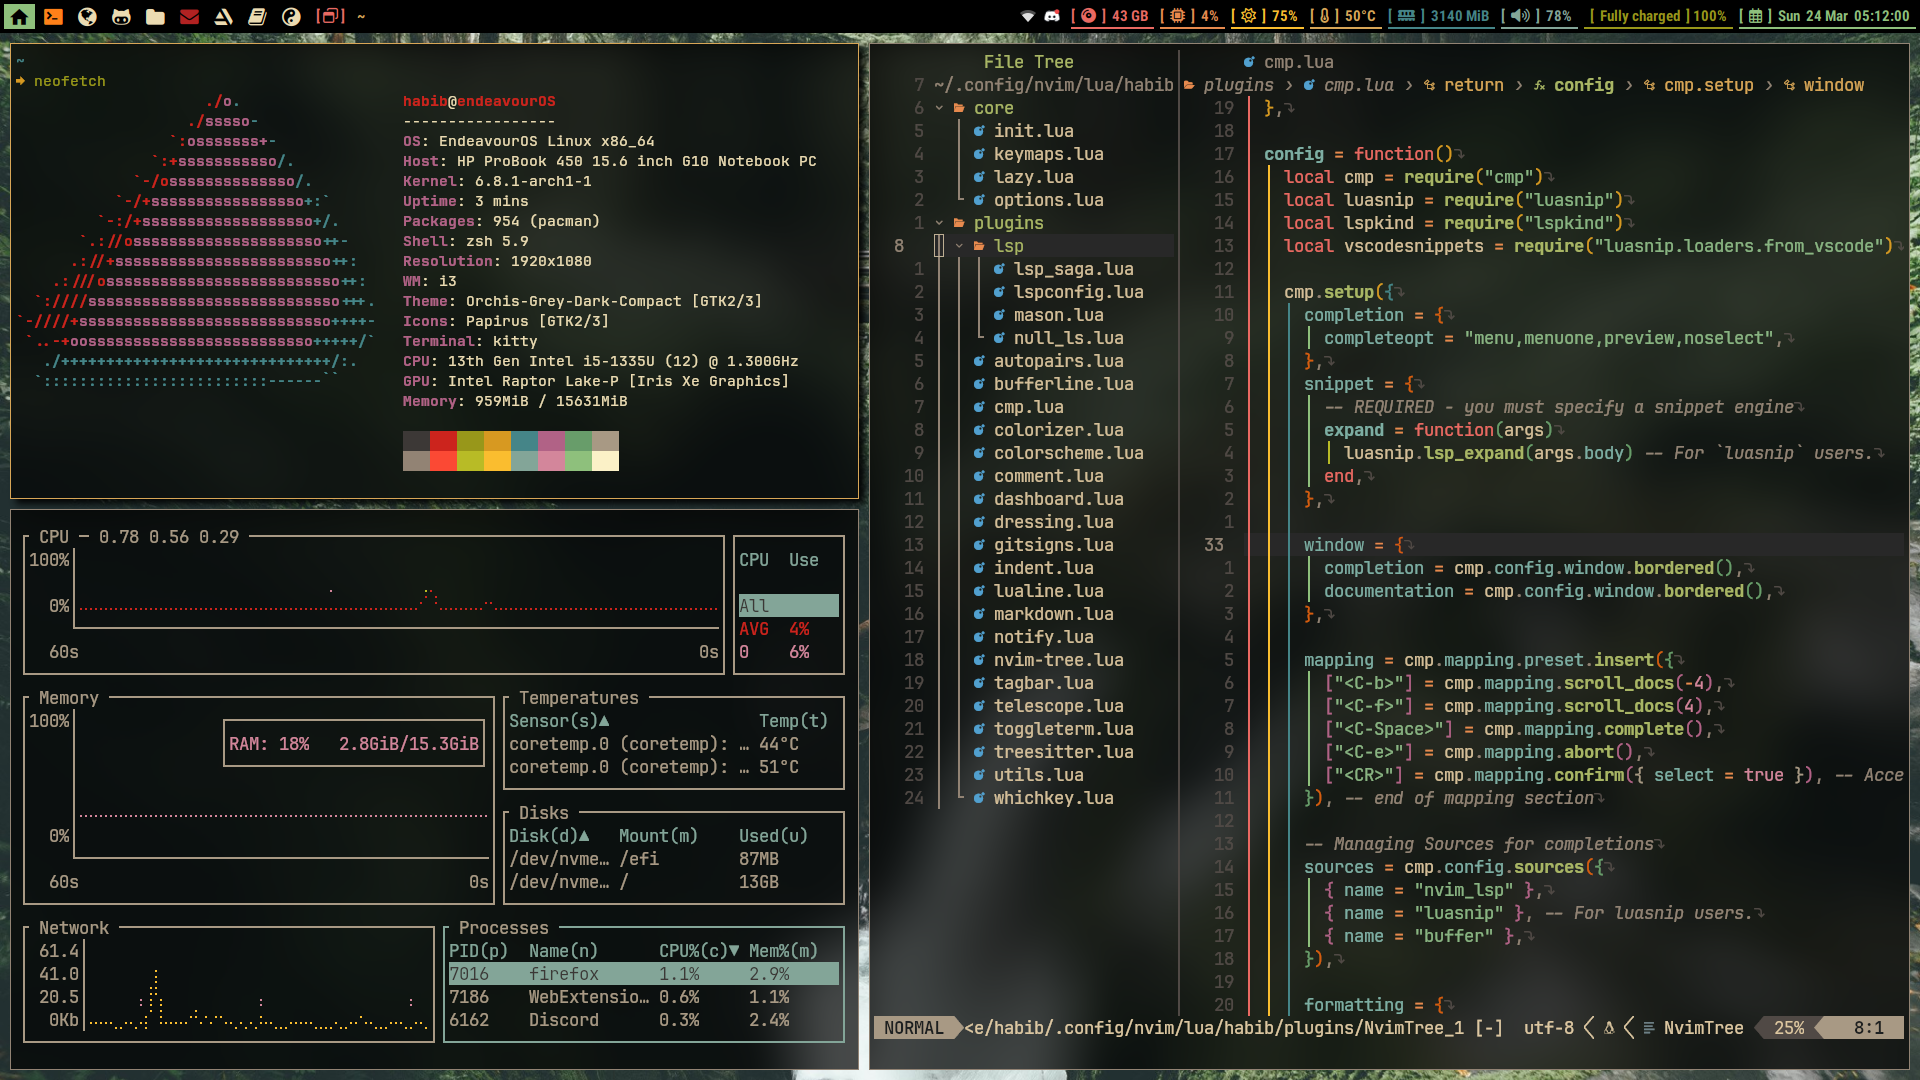 ~
[ ] 43 GB [ ] 4% [ ] 75% [ ] 50°C [ ] 3140 MiB [ ] 78% [ Fully charged ] 100% [ ] Sun 24 Mar 05:12:00
~
neofetch
./o.
./sssso-
`:osssssss+-
`:+sssssssssso/.
`-/ossssssssssssso/.
`-/+sssssssssssssssso+:`
`-:/+sssssssssssssssssso+/.
`.://osssssssssssssssssssso++-
.://+ssssssssssssssssssssssso++:
.:///ossssssssssssssssssssssssso++:
`:////ssssssssssssssssssssssssssso+++.
`-////+ssssssssssssssssssssssssssso++++-
`..-+oosssssssssssssssssssssssso+++++/`
./++++++++++++++++++++++++++++++/:.
`:::::::::::::::::::::::::------``
habib@endeavourOS
-----------------
OS: EndeavourOS Linux x86_64
Host: HP ProBook 450 15.6 inch G10 Notebook PC
Kernel: 6.8.1-arch1-1
Uptime: 3 mins
Packages: 954 (pacman)
Shell: zsh 5.9
Resolution: 1920x1080
WM: i3
Theme: Orchis-Grey-Dark-Compact [GTK2/3]
Icons: Papirus [GTK2/3]
Terminal: kitty
CPU: 13th Gen Intel i5-1335U (12) @ 1.300GHz
GPU: Intel Raptor Lake-P [Iris Xe Graphics]
Memory: 959MiB / 15631MiB
CPU — 0.78 0.56 0.29
100%
0%
60s 0s
CPU Use
All
AVG 4%
0 6%
Memory
100%
RAM: 18% 2.8GiB/15.3GiB
0%
60s 0s
Temperatures
Sensor(s)▲ Temp(t)
coretemp.0 (coretemp): … 44°C
coretemp.0 (coretemp): … 51°C
Disks
Disk(d)▲ Mount(m) Used(u)
/dev/nvme… /efi 87MB
/dev/nvme… / 13GB
Network
61.4
41.0
20.5
0Kb
Processes
PID(p) Name(n) CPU%(c)▼ Mem%(m)
7016 firefox 1.1% 2.9%
7186 WebExtensio… 0.6% 1.1%
6162 Discord 0.3% 2.4%
File Tree
7 ~/.config/nvim/lua/habib
6 core
5 init.lua
4 keymaps.lua
3 lazy.lua
2 options.lua
1 plugins
8 lsp
1 lsp_saga.lua
2 lspconfig.lua
3 mason.lua
4 null_ls.lua
5 autopairs.lua
6 bufferline.lua
7 cmp.lua
8 colorizer.lua
9 colorscheme.lua
10 comment.lua
11 dashboard.lua
12 dressing.lua
13 gitsigns.lua
14 indent.lua
15 lualine.lua
16 markdown.lua
17 notify.lua
18 nvim-tree.lua
19 tagbar.lua
20 telescope.lua
21 toggleterm.lua
22 treesitter.lua
23 utils.lua
24 whichkey.lua
cmp.lua
plugins › cmp.lua › return › config › cmp.setup › window
19 },
18
17 config = function()
16 local cmp = require("cmp")
15 local luasnip = require("luasnip")
14 local lspkind = require("lspkind")
13 local vscodesnippets = require("luasnip.loaders.from_vscode")
12
11 cmp.setup({
10 completion = {
9 completeopt = "menu,menuone,preview,noselect",
8 },
7 snippet = {
6 -- REQUIRED - you must specify a snippet engine
5 expand = function(args)
4 luasnip.lsp_expand(args.body) -- For `luasnip` users.
3 end,
2 },
1
33 window = {
1 completion = cmp.config.window.bordered(),
2 documentation = cmp.config.window.bordered(),
3 },
4
5 mapping = cmp.mapping.preset.insert({
6 ["<C-b>"] = cmp.mapping.scroll_docs(-4),
7 ["<C-f>"] = cmp.mapping.scroll_docs(4),
8 ["<C-Space>"] = cmp.mapping.complete(),
9 ["<C-e>"] = cmp.mapping.abort(),
10 ["<CR>"] = cmp.mapping.confirm({ select = true }), -- Acce
11 }), -- end of mapping section
12
13 -- Managing Sources for completions
14 sources = cmp.config.sources({
15 { name = "nvim_lsp" },
16 { name = "luasnip" }, -- For luasnip users.
17 { name = "buffer" },
18 }),
19
20 formatting = {
NORMAL <e/habib/.config/nvim/lua/habib/plugins/NvimTree_1 [-] utf-8 NvimTree 25% 8:1